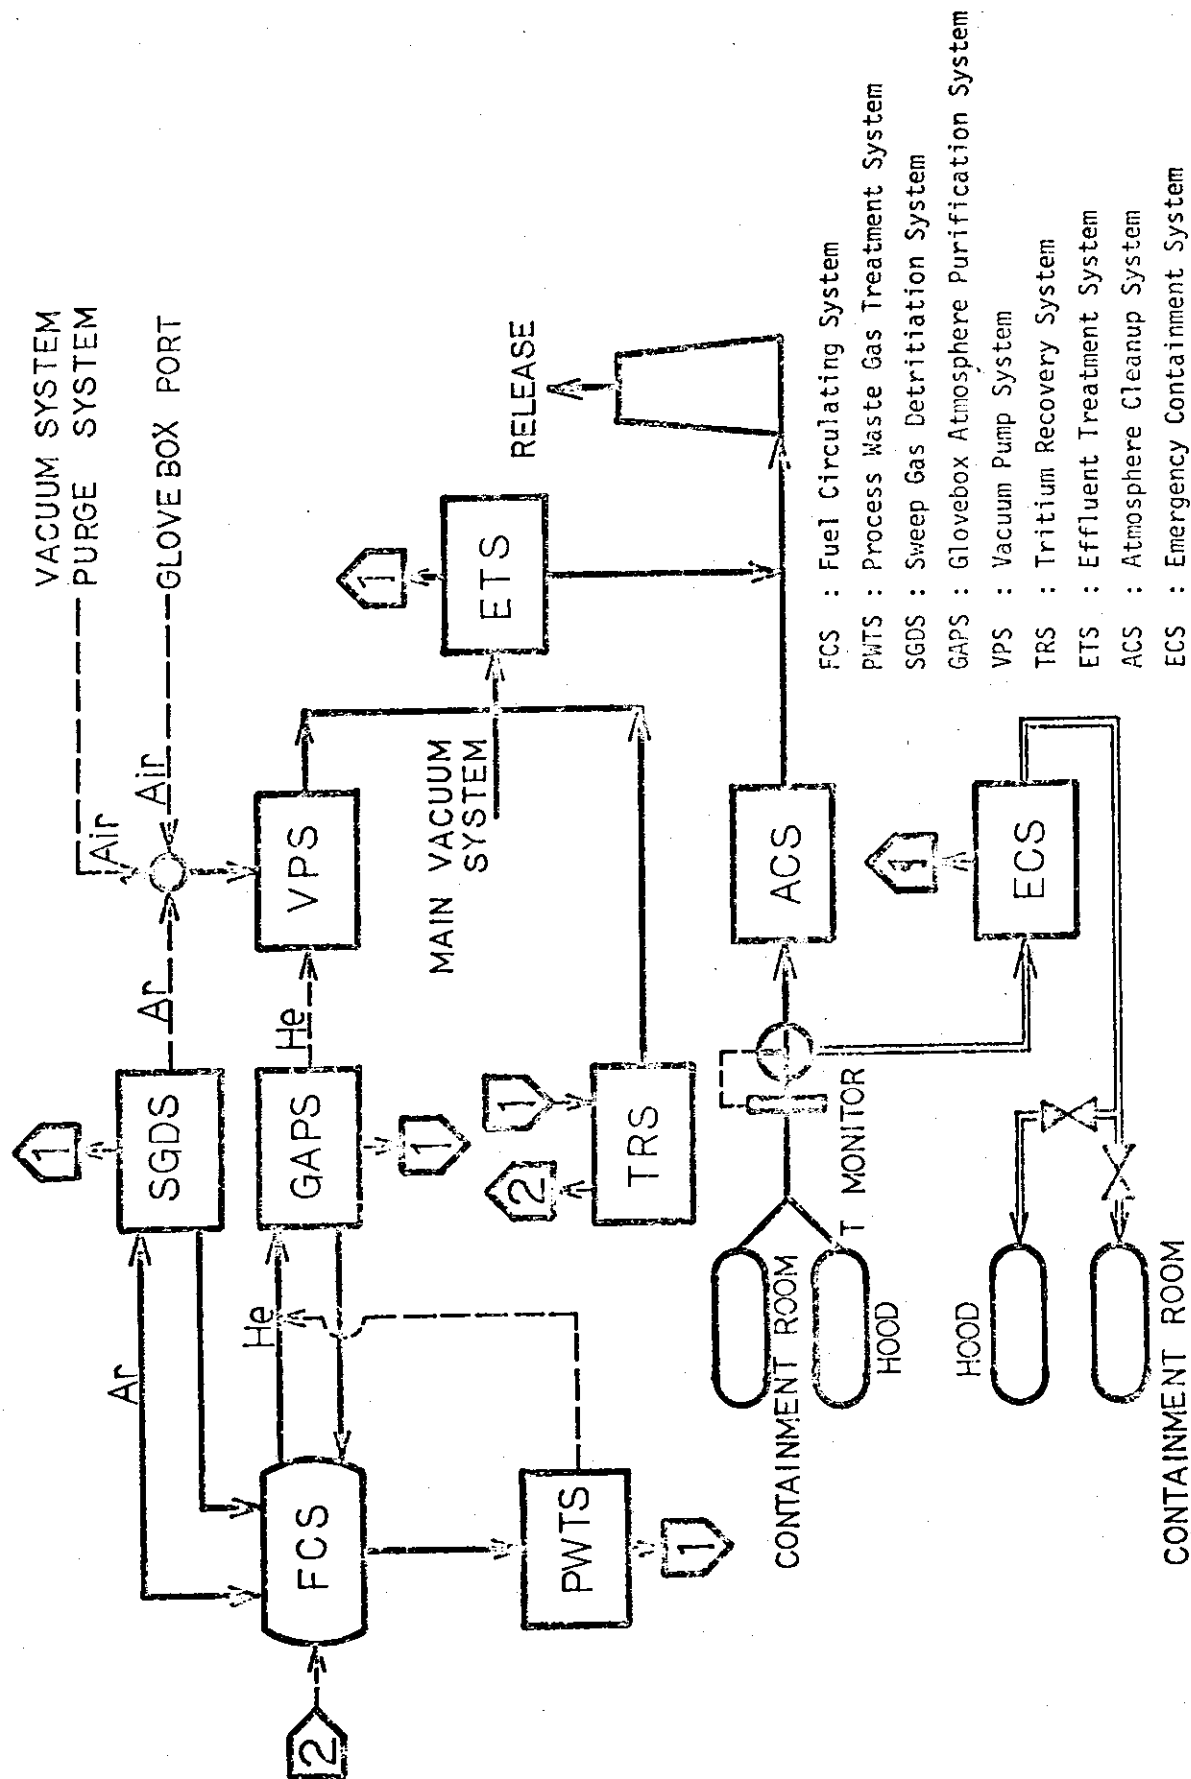 VACUUM SYSTEM
PURGE SYSTEM
GLOVE BOX PORT
Air
Air
Ar
Ar
He
He
1
SGDS
GAPS
1
VPS
FCS
2
PWTS
1
MAIN VACUUM
SYSTEM
1
ETS
RELEASE
2
1
TRS
CONTAINMENT ROOM
HOOD
T MONITOR
ACS
1
ECS
HOOD
CONTAINMENT ROOM
FCS : Fuel Circulating System
PWTS : Process Waste Gas Treatment System
SGDS : Sweep Gas Detritiation System
GAPS : Glovebox Atmosphere Purification System
VPS : Vacuum Pump System
TRS : Tritium Recovery System
ETS : Effluent Treatment System
ACS : Atmosphere Cleanup System
ECS : Emergency Containment System